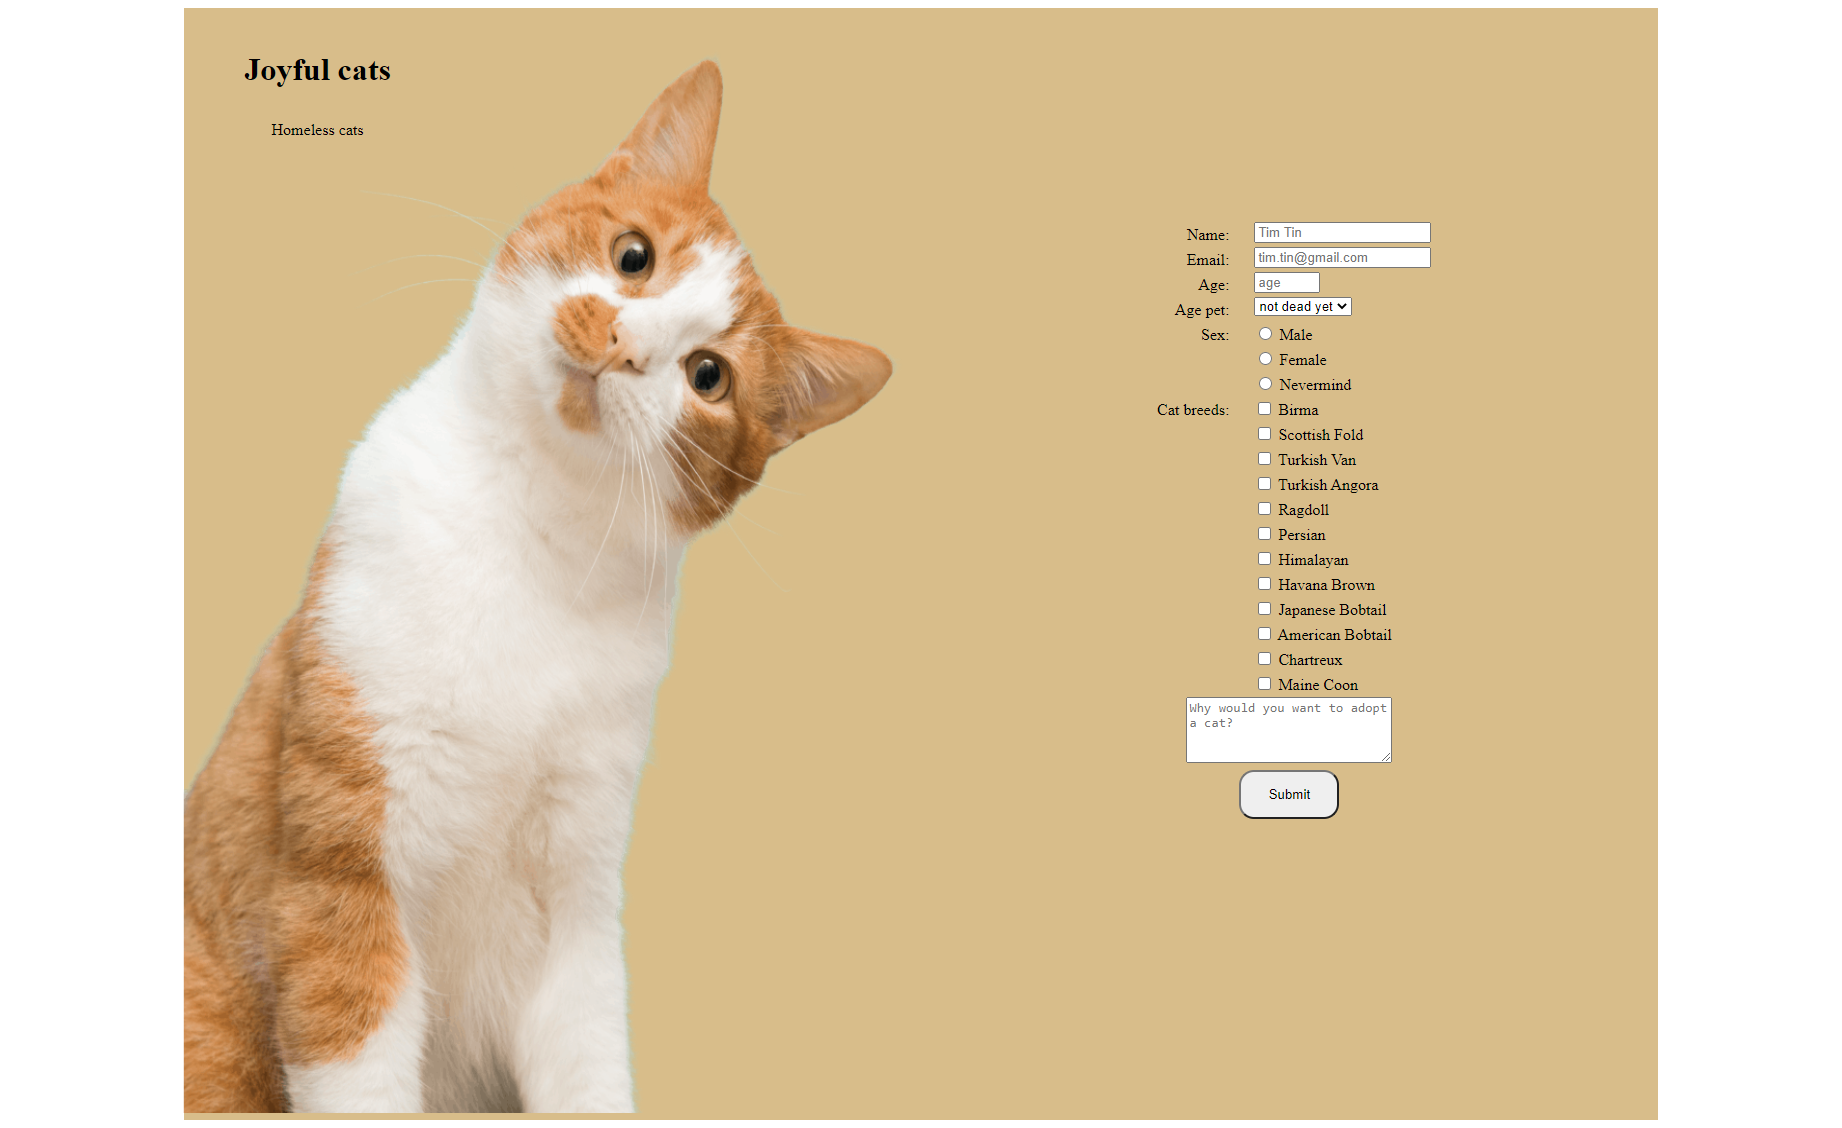 Joyful cats
Homeless cats
Name: Tim Tin
Email: tim.tin@gmail.com
Age: age
Age pet: not dead yet
Sex: Male
Female
Nevermind
Cat breeds: Birma
Scottish Fold
Turkish Van
Turkish Angora
Ragdoll
Persian
Himalayan
Havana Brown
Japanese Bobtail
American Bobtail
Chartreux
Maine Coon
Why would you want to adopt
a cat?
Submit